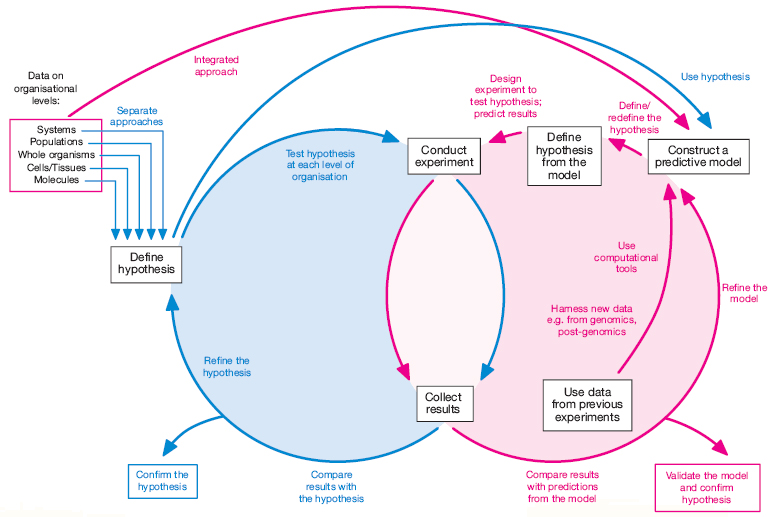 Data on
organisational
levels:
Integrated
approach
Separate
approaches
Systems
Populations
Whole organisms
Cells/Tissues
Molecules
Define
hypothesis
Test hypothesis
at each level of
organisation
Conduct
experiment
Design
experiment to
test hypothesis;
predict results
Define
hypothesis
from the
model
Define/
redefine the
hypothesis
Use hypothesis
Construct a
predictive model
Use
computational
tools
Harness new data
e.g. from genomics,
post-genomics
Refine the
model
Refine the
hypothesis
Collect
results
Use data
from previous
experiments
Confirm the
hypothesis
Compare
results with
the hypothesis
Compare results
with predictions
from the model
Validate the model
and confirm
hypothesis